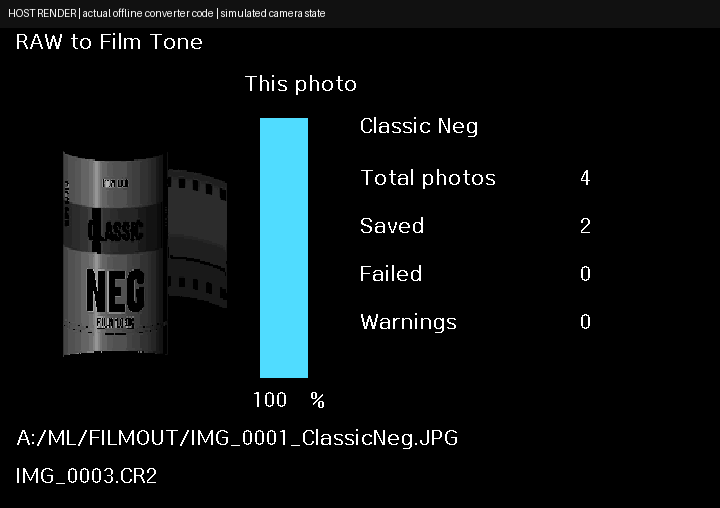 HOST RENDER | actual offline converter code | simulated camera state
RAW to Film Tone
This photo
Classic Neg
Total photos 4
Saved 2
Failed 0
Warnings 0
CLASSIC
NEG
100 %
A:/ML/FILMOUT/IMG_0001_ClassicNeg.JPG
IMG_0003.CR2